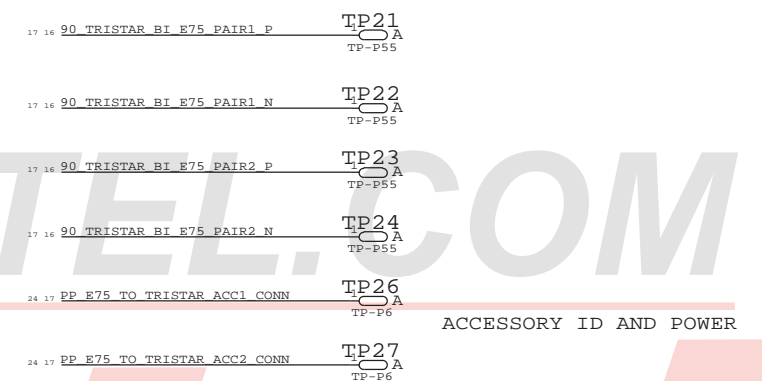 TP21
17 16 90_TRISTAR_BI_E75_PAIR1_P 1 A
TP-P55
TP22
17 16 90_TRISTAR_BI_E75_PAIR1_N 1 A
TP-P55
TP23
17 16 90_TRISTAR_BI_E75_PAIR2_P 1 A
TP-P55
TP24
17 16 90_TRISTAR_BI_E75_PAIR2_N 1 A
TP-P55
TP26
24 17 PP_E75_TO_TRISTAR_ACC1_CONN 1 A
TP-P6
ACCESSORY ID AND POWER
TP27
24 17 PP_E75_TO_TRISTAR_ACC2_CONN 1 A
TP-P6
TEL.COM